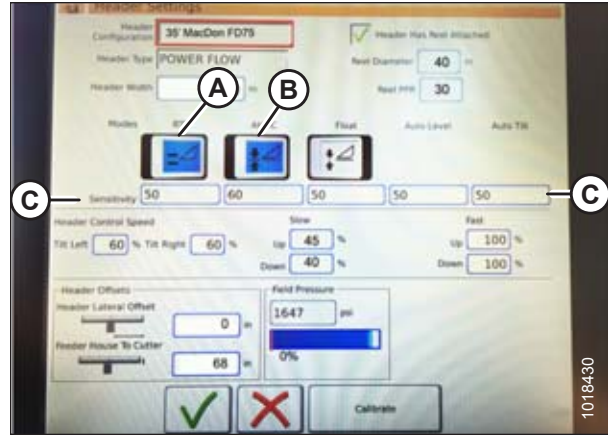 Header Settings
Header Configuration 35' MacDon FD75 Header Has Reel Attached
Header Type POWER FLOW Reel Diameter 40 in
Header Width in Reel PPR 30
A B
Modes Float Auto Level Auto Tilt
C Sensitivity 50 60 50 50 50 C
Header Control Speed Slow Fast
Tilt Left 60 % Tilt Right 60 % Up 45 % Up 100 %
Down 40 % Down 100 %
Header Offsets Field Pressure
Header Lateral Offset 1647 psi
0 in
Feeder House To Cutter 0%
68 in
Calibrate
1018430